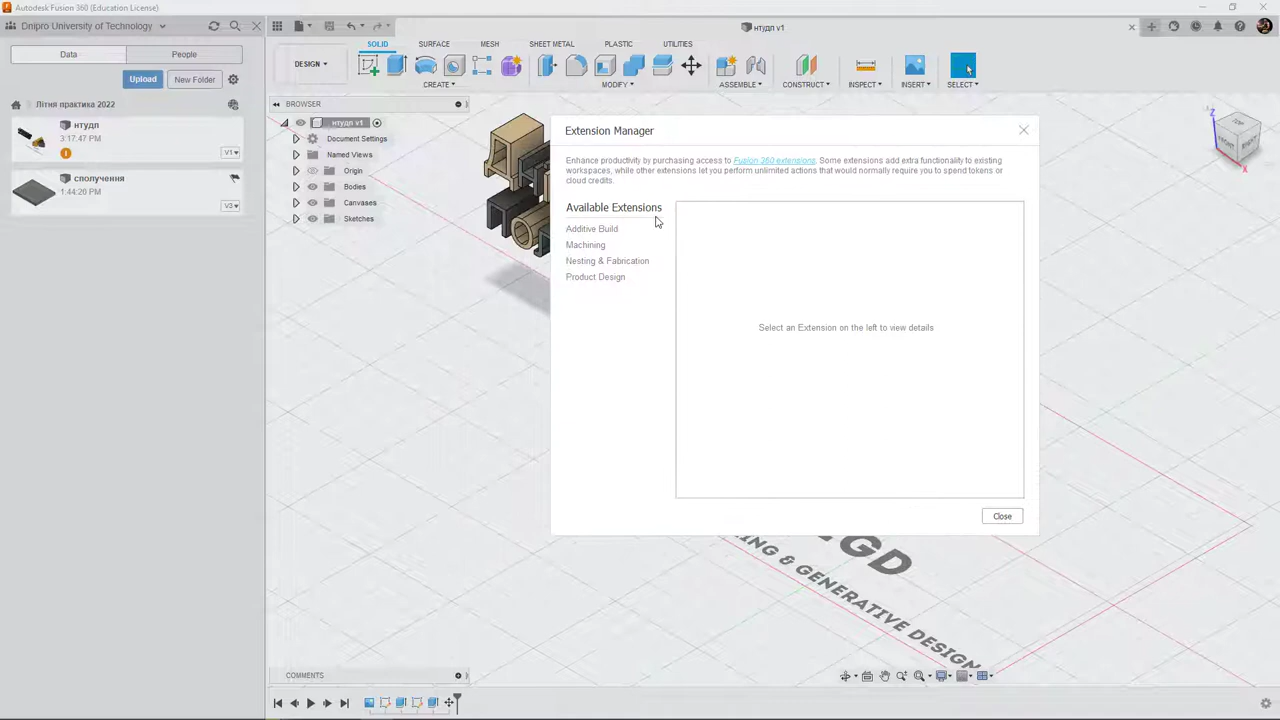 Autodesk Fusion 360 (Education License)
Dnipro University of Technology
нтудп v1
Data
People
Upload
New Folder
Літня практика 2022
нтудп
3:17:47 PM
V1
сполучення
1:44:20 PM
V3
DESIGN
SOLID
SURFACE
MESH
SHEET METAL
PLASTIC
UTILITIES
CREATE
MODIFY
ASSEMBLE
CONSTRUCT
INSPECT
INSERT
SELECT
BROWSER
нтудп v1
Document Settings
Named Views
Origin
Bodies
Canvases
Sketches
Extension Manager
Enhance productivity by purchasing access to Fusion 360 extensions. Some extensions add extra functionality to existing
workspaces, while other extensions let you perform unlimited actions that would normally require you to spend tokens or
cloud credits.
Available Extensions
Additive Build
Machining
Nesting & Fabrication
Product Design
Select an Extension on the left to view details
Close
Z
TOP
FRONT
RIGHT
X
GD
& GENERATIVE DESIGN
COMMENTS